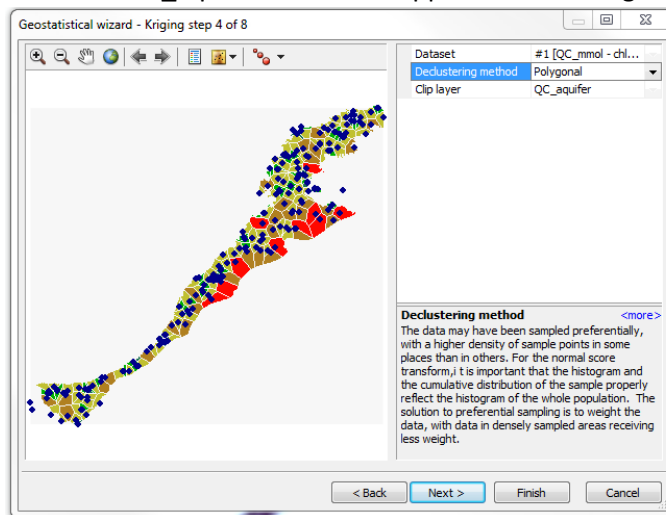 Geostatistical wizard - Kriging step 4 of 8
Dataset #1 [QC_mmol - chl...
Declustering method Polygonal
Clip layer QC_aquifer
Declustering method <more>
The data may have been sampled preferentially,
with a higher density of sample points in some
places than in others. For the normal score
transform,i t is important that the histogram and
the cumulative distribution of the sample properly
reflect the histogram of the whole population. The
solution to preferential sampling is to weight the
data, with data in densely sampled areas receiving
less weight.
< Back Next > Finish Cancel